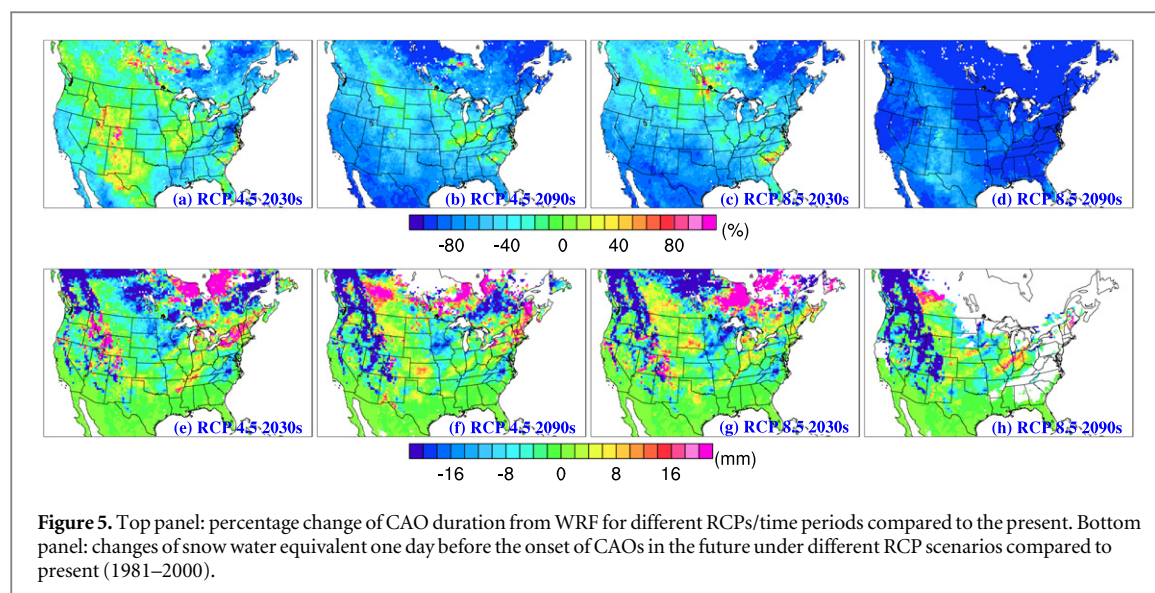 (a) RCP 4.5 2030s (b) RCP 4.5 2090s (c) RCP 8.5 2030s (d) RCP 8.5 2090s
-80 -40 0 40 80 (%)
(e) RCP 4.5 2030s (f) RCP 4.5 2090s (g) RCP 8.5 2030s (h) RCP 8.5 2090s
-16 -8 0 8 16 (mm)
Figure 5. Top panel: percentage change of CAO duration from WRF for different RCPs/time periods compared to the present. Bottom
panel: changes of snow water equivalent one day before the onset of CAOs in the future under different RCP scenarios compared to
present (1981–2000).